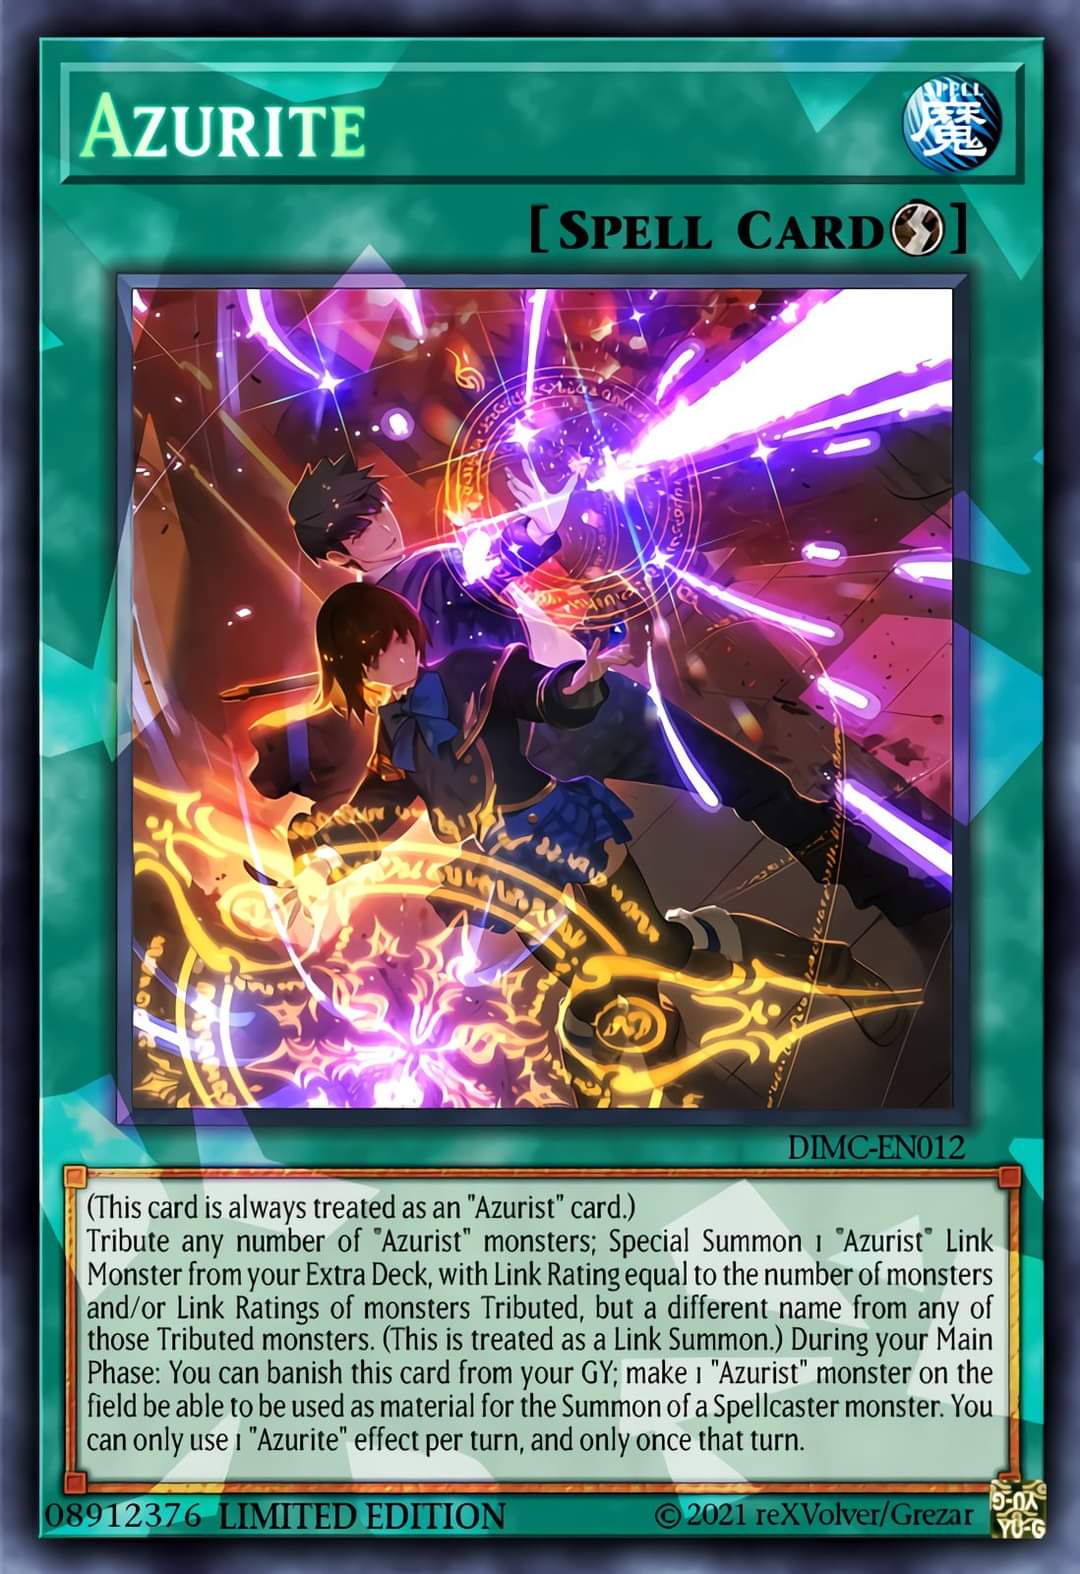 AZURITE
SPELL
魔
[SPELL CARD]
DIMC-EN012
(This card is always treated as an "Azurist" card.)
Tribute any number of "Azurist" monsters; Special Summon 1 "Azurist" Link
Monster from your Extra Deck, with Link Rating equal to the number of monsters
and/or Link Ratings of monsters Tributed, but a different name from any of
those Tributed monsters. (This is treated as a Link Summon.) During your Main
Phase: You can banish this card from your GY; make 1 "Azurist" monster on the
field be able to be used as material for the Summon of a Spellcaster monster. You
can only use 1 "Azurite" effect per turn, and only once that turn.
08912376 LIMITED EDITION
© 2021 reXVolver/Grezar
YU-G